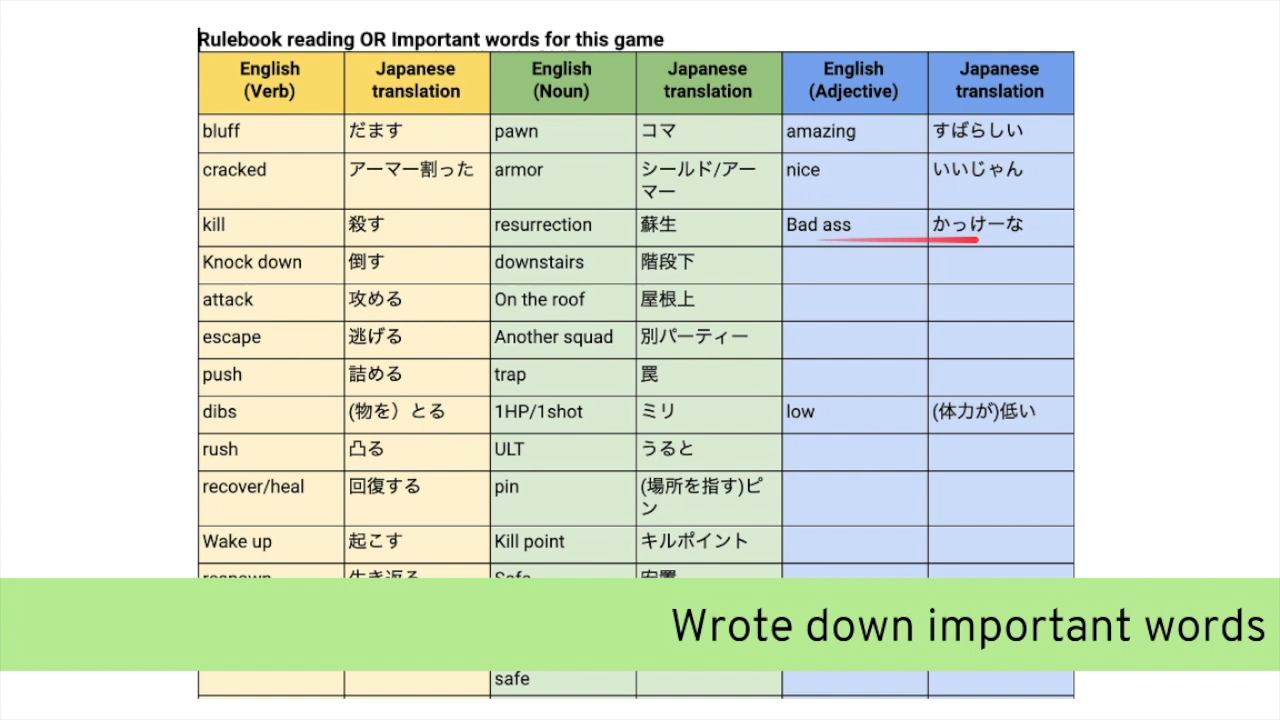 Rulebook reading OR Important words for this game
English Japanese English Japanese English Japanese
(Verb) translation (Noun) translation (Adjective) translation
bluff だます pawn コマ amazing すばらしい
cracked アーマー割った armor シールド/アー nice いいじゃん
マー
kill 殺す resurrection 蘇生 Bad ass かっけーな
Knock down 倒す downstairs 階段下
attack 攻める On the roof 屋根上
escape 逃げる Another squad 別パーティー
push 詰める trap 罠
dibs (物を）とる 1HP/1shot ミリ low (体力が)低い
rush 凸る ULT うると
recover/heal 回復する pin (場所を指す)ピ
ン
Wake up 起こす Kill point キルポイント
respawn 生き返る Safe 安置
Wrote down important words
safe